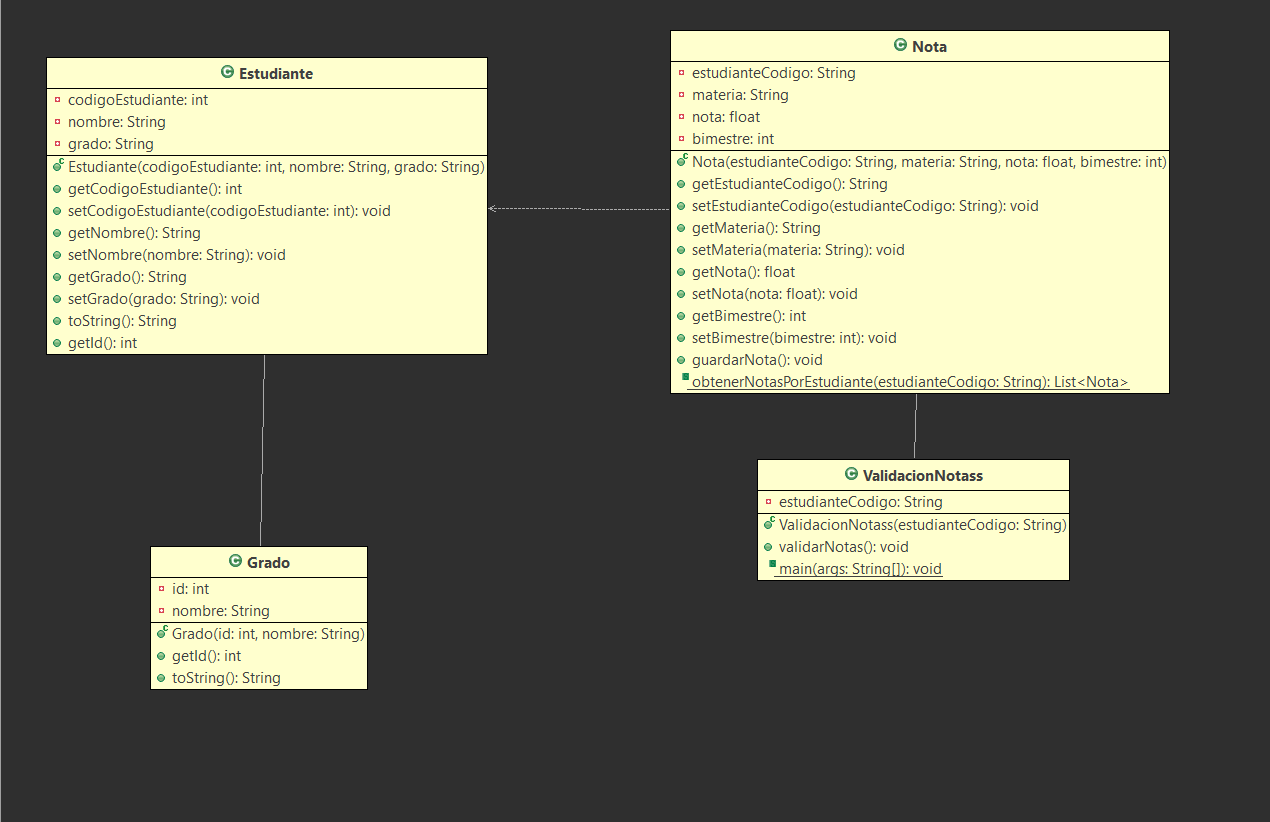 Estudiante
codigoEstudiante: int
nombre: String
grado: String
Estudiante(codigoEstudiante: int, nombre: String, grado: String)
getCodigoEstudiante(): int
setCodigoEstudiante(codigoEstudiante: int): void
getNombre(): String
setNombre(nombre: String): void
getGrado(): String
setGrado(grado: String): void
toString(): String
getId(): int
Nota
estudianteCodigo: String
materia: String
nota: float
bimestre: int
Nota(estudianteCodigo: String, materia: String, nota: float, bimestre: int)
getEstudianteCodigo(): String
setEstudianteCodigo(estudianteCodigo: String): void
getMateria(): String
setMateria(materia: String): void
getNota(): float
setNota(nota: float): void
getBimestre(): int
setBimestre(bimestre: int): void
guardarNota(): void
obtenerNotasPorEstudiante(estudianteCodigo: String): List<Nota>
ValidacionNotass
estudianteCodigo: String
ValidacionNotass(estudianteCodigo: String)
validarNotas(): void
main(args: String[]): void
Grado
id: int
nombre: String
Grado(id: int, nombre: String)
getId(): int
toString(): String